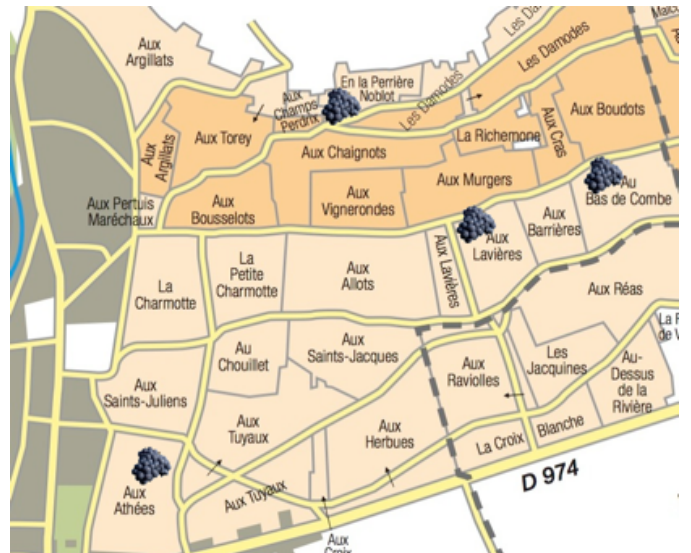 Aux
Argillats
En la Perrière
Noblot
Les Damodes
Les Damodes
Les Damodes
Aux
Champs
Perdrix
Aux Boudots
Aux Torey
Aux
Argillats
La Richemone
Aux Cras
Aux Chaignots
Aux Murgers
Aux Pertuis
Maréchaux
Aux
Bousselots
Aux
Vignerondes
Au
Bas de Combe
Aux
Barrières
Aux
Lavières
Aux Lavières
La
Charmotte
La
Petite
Charmotte
Aux
Allots
Aux Réas
Au
Chouillet
Aux
Saints-Jacques
Aux
Raviolles
Les
Jacquines
Au-
Dessus
de la
Rivière
Aux
Saints-Juliens
Aux
Tuyaux
Aux
Herbues
La Croix
Blanche
D 974
Aux
Athées
Aux Tuyaux
Aux